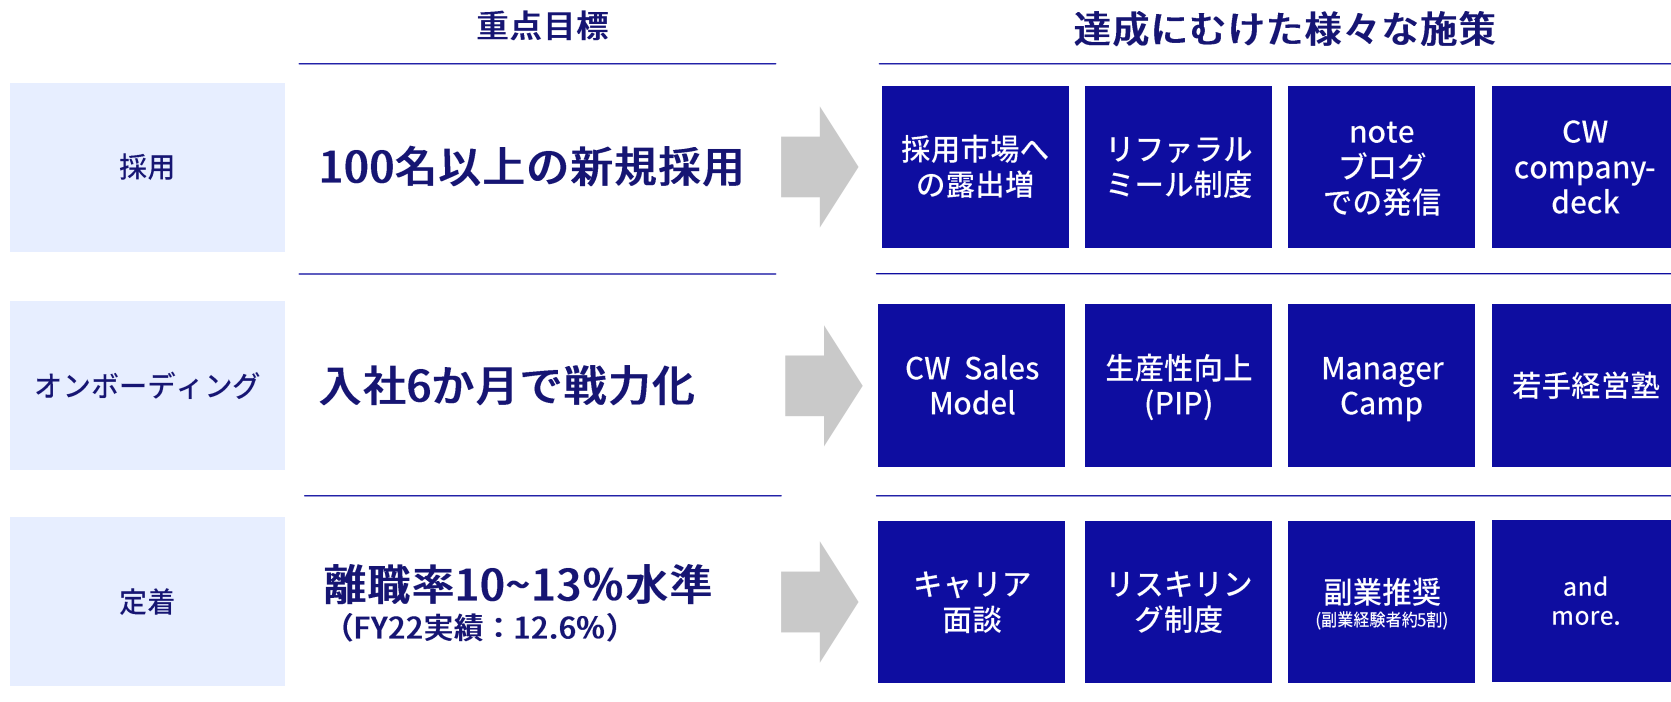 重点目標
達成にむけた様々な施策
採用
100名以上の新規採用
採用市場へ
の露出増
リファラル
ミール制度
note
ブログ
での発信
CW
company-
deck
オンボーディング
入社6か月で戦力化
CW Sales
Model
生産性向上
(PIP)
Manager
Camp
若手経営塾
定着
離職率10~13%水準
（FY22実績：12.6%）
キャリア
面談
リスキリン
グ制度
副業推奨
(副業経験者約5割)
and
more.